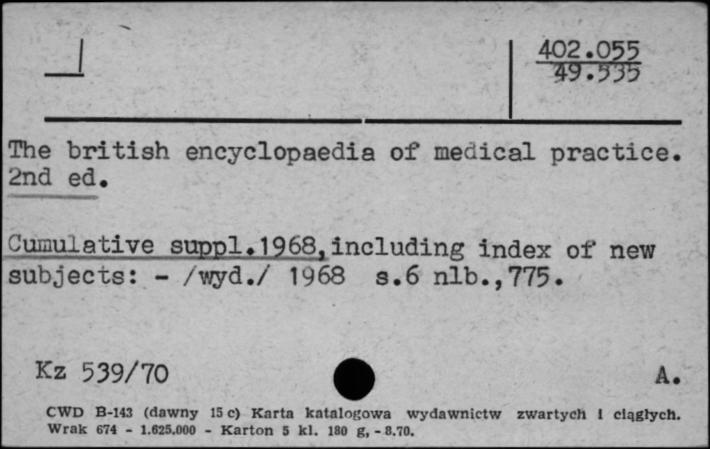 402.055
49.535
The british encyclopaedia of medical practice.
2nd ed.
Cumulative suppl.1968, including index of new
subjects: - /wyd./ 1968 s.6 nlb.,775.
Kz 539/70 A.
CWD B-143 (dawny 15 c) Karta katalogowa wydawnictw zwartych i ciągłych.
Wrak 674 - 1.625.000 - Karton 5 kl. 180 g, - 8.70.